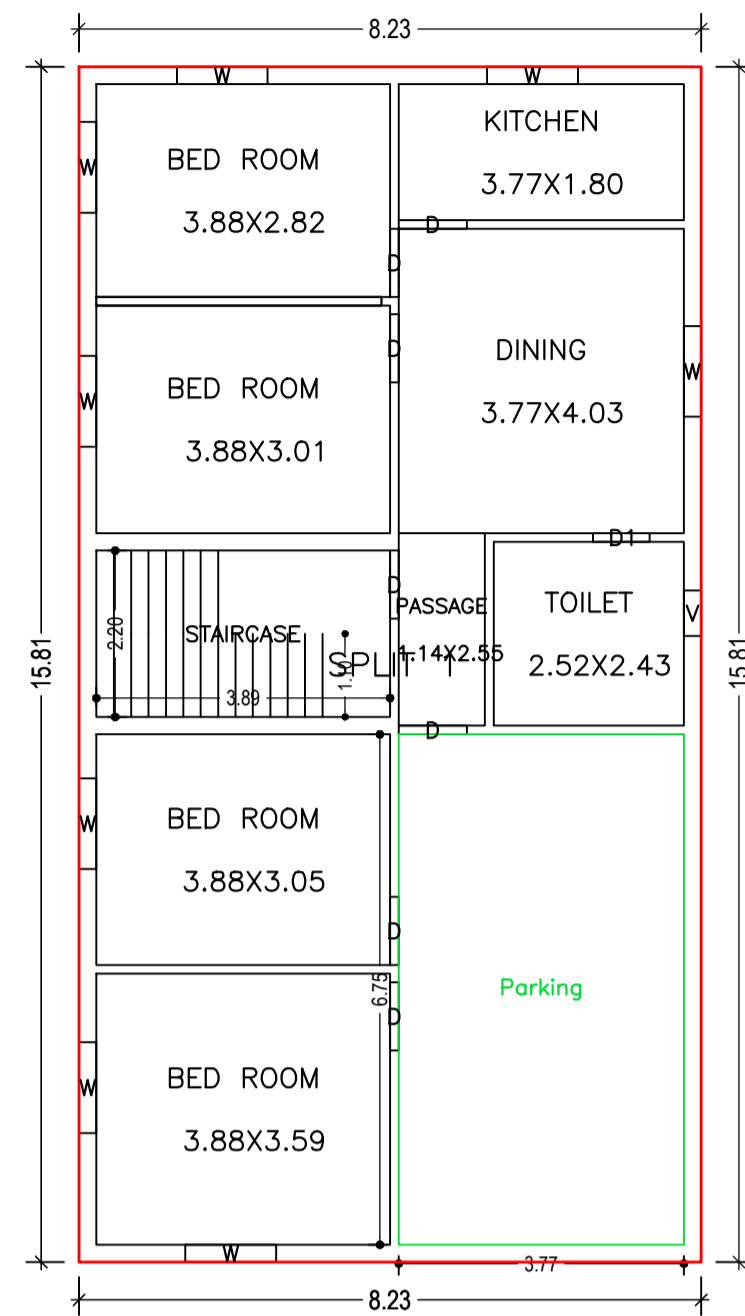 8.23
W W
KITCHEN
3.77X1.80
BED ROOM
3.88X2.82
W
D
D
DINING
3.77X4.03
D
BED ROOM
3.88X3.01
W
W
D1
D
PASSAGE
1.14X2.55
TOILET
2.52X2.43
V
STAIRCASE
2.20
3.89
SPLIT 1
15.81
15.81
D
BED ROOM
3.88X3.05
W
D
6.75
D
Parking
BED ROOM
3.88X3.59
W
W
3.77
8.23